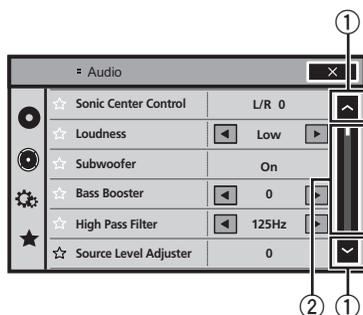 ①
Audio
Sonic Center Control L/R 0
Loudness Low
Subwoofer On
Bass Booster 0
High Pass Filter 125Hz
Source Level Adjuster 0
② ①